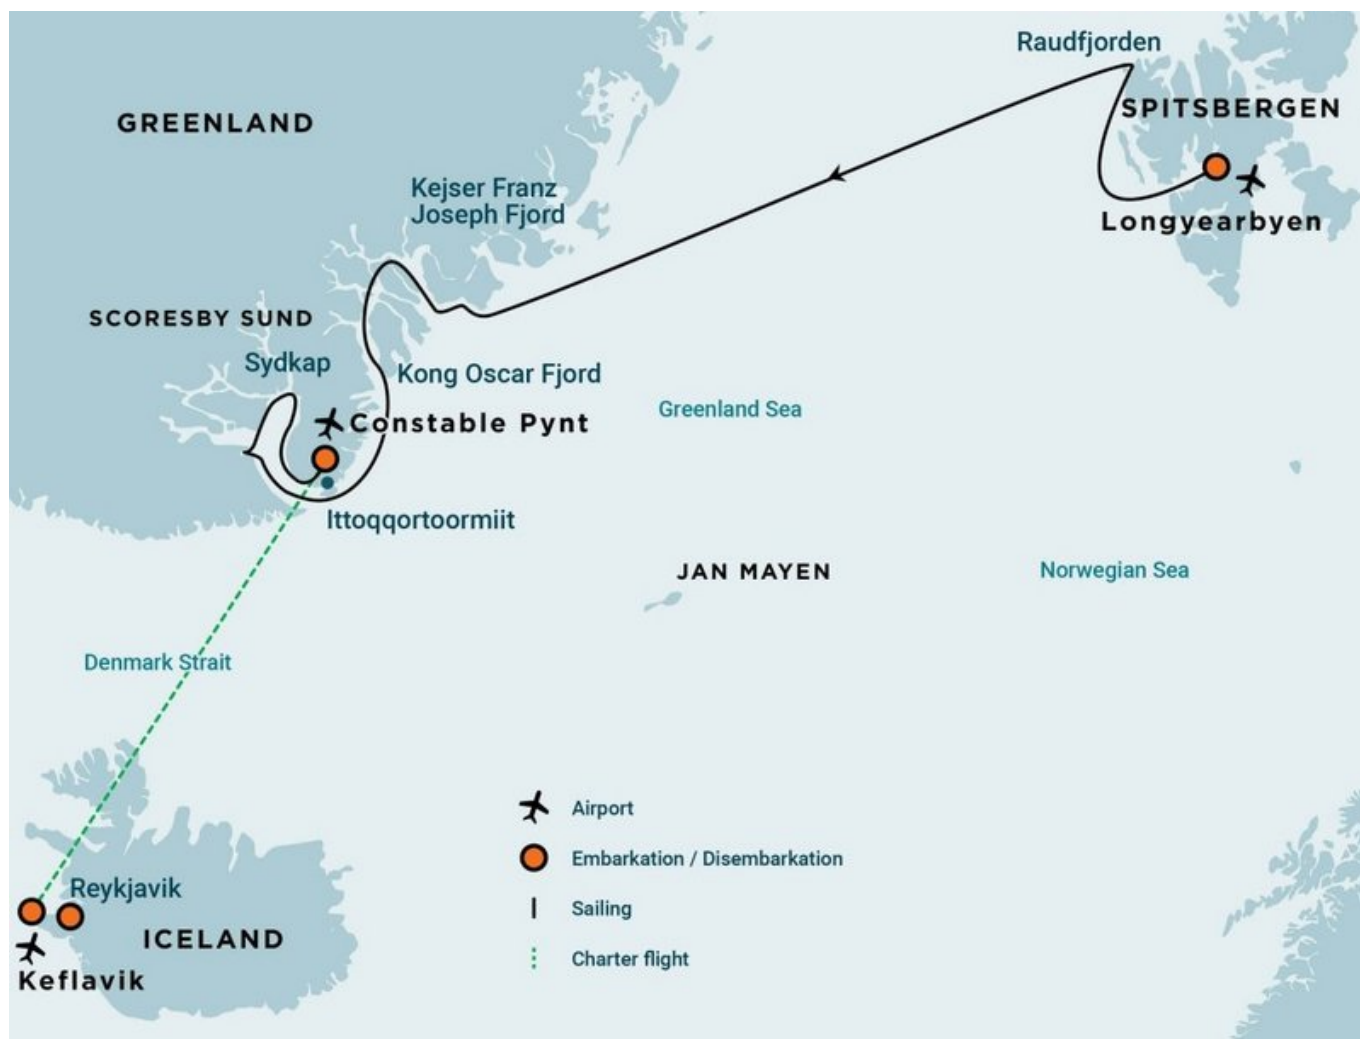 Raudfjorden
SPITSBERGEN
GREENLAND
Kejser Franz
Joseph Fjord
Longyearbyen
SCORESBY SUND
Sydkap
Kong Oscar Fjord
Greenland Sea
Constable Pynt
Ittoqqortoormiit
JAN MAYEN
Norwegian Sea
Denmark Strait
Airport
Embarkation / Disembarkation
Reykjavik
Sailing
ICELAND
Charter flight
Keflavik